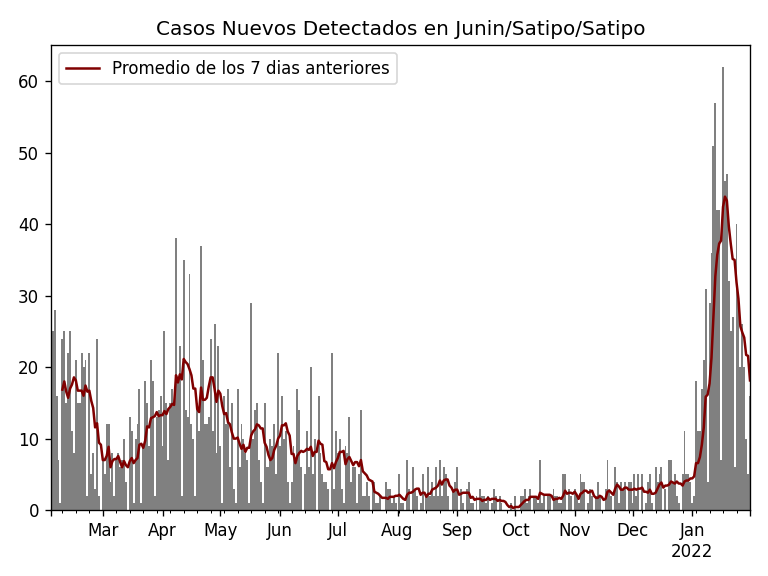 Casos Nuevos Detectados en Junin/Satipo/Satipo
Promedio de los 7 dias anteriores
60
50
40
30
20
10
0
Mar Apr May Jun Jul Aug Sep Oct Nov Dec Jan
2022